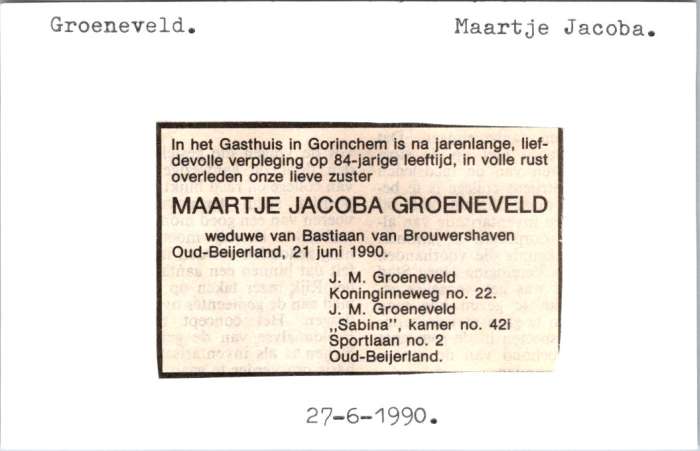 Groeneveld. Maartje Jacoba.
In het Gasthuis in Gorinchem is na jarenlange, lief-
devolle verpleging op 84-jarige leeftijd, in volle rust
overleden onze lieve zuster
MAARTJE JACOBA GROENEVELD
weduwe van Bastiaan van Brouwershaven
Oud-Beijerland, 21 juni 1990.
J. M. Groeneveld
Koninginneweg no. 22.
J. M. Groeneveld
„Sabina”, kamer no. 42i
Sportlaan no. 2
Oud-Beijerland.
27-6-1990.